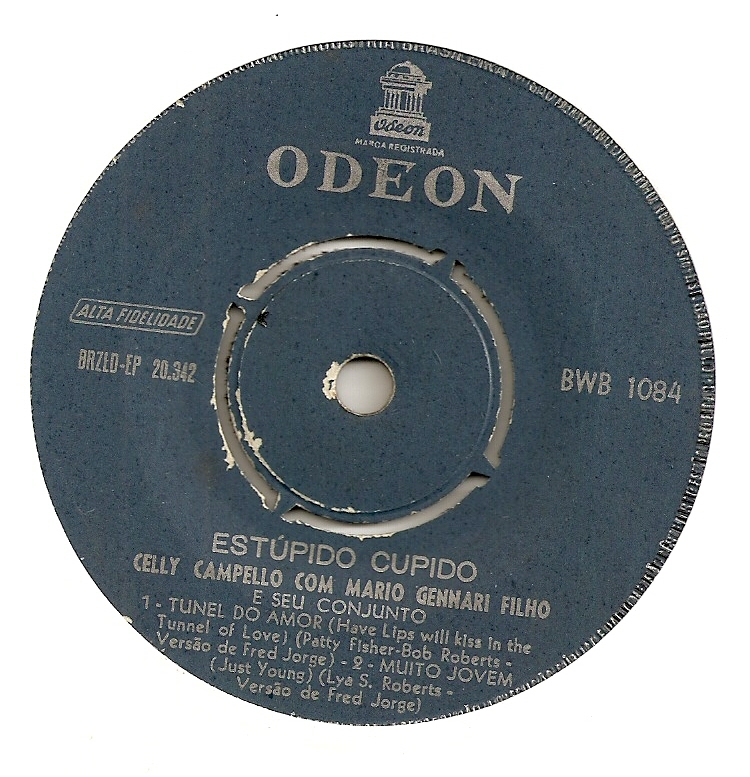 INDÚSTRIA BRASILEIRA
Odeon
MARCA REGISTRADA
ODEON
ALTA FIDELIDADE
BRZLD-EP 20.342
BWB 1084
ESTÚPIDO CUPIDO
CELLY CAMPELLO COM MARIO GENNARI FILHO
E SEU CONJUNTO
1 - TUNEL DO AMOR (Have Lips will kiss in the
Tunnel of Love) (Patty Fisher-Bob Roberts -
Versão de Fred Jorge) - 2 - MUITO JOVEM
(Just Young) (Lya S. Roberts -
Versão de Fred Jorge)